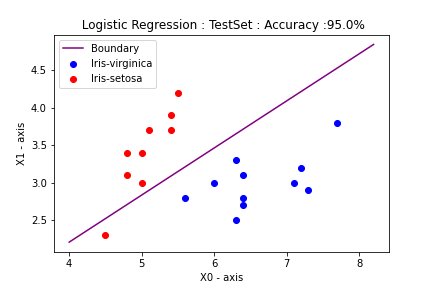 Logistic Regression : TestSet : Accuracy :95.0%
Boundary
Iris-virginica
Iris-setosa
4.5
4.0
3.5
3.0
2.5
X1 - axis
4 5 6 7 8
X0 - axis